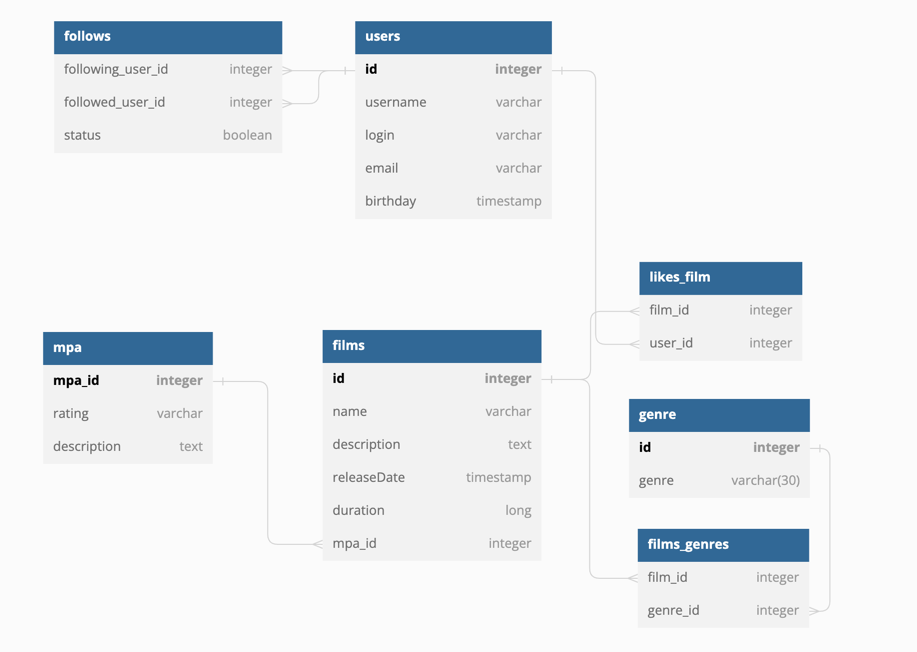 follows
following_user_id integer
followed_user_id integer
status boolean
users
id integer
username varchar
login varchar
email varchar
birthday timestamp
likes_film
film_id integer
user_id integer
mpa
mpa_id integer
rating varchar
description text
films
id integer
name varchar
description text
releaseDate timestamp
duration long
mpa_id integer
genre
id integer
genre varchar(30)
films_genres
film_id integer
genre_id integer